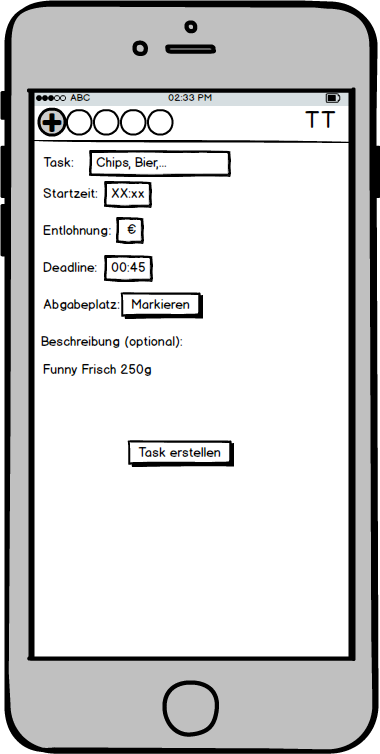 ABC 02:33 PM
TT
Task: Chips, Bier,...
Startzeit: XX:xx
Entlohnung: €
Deadline: 00:45
Abgabeplatz: Markieren
Beschreibung (optional):
Funny Frisch 250g
Task erstellen